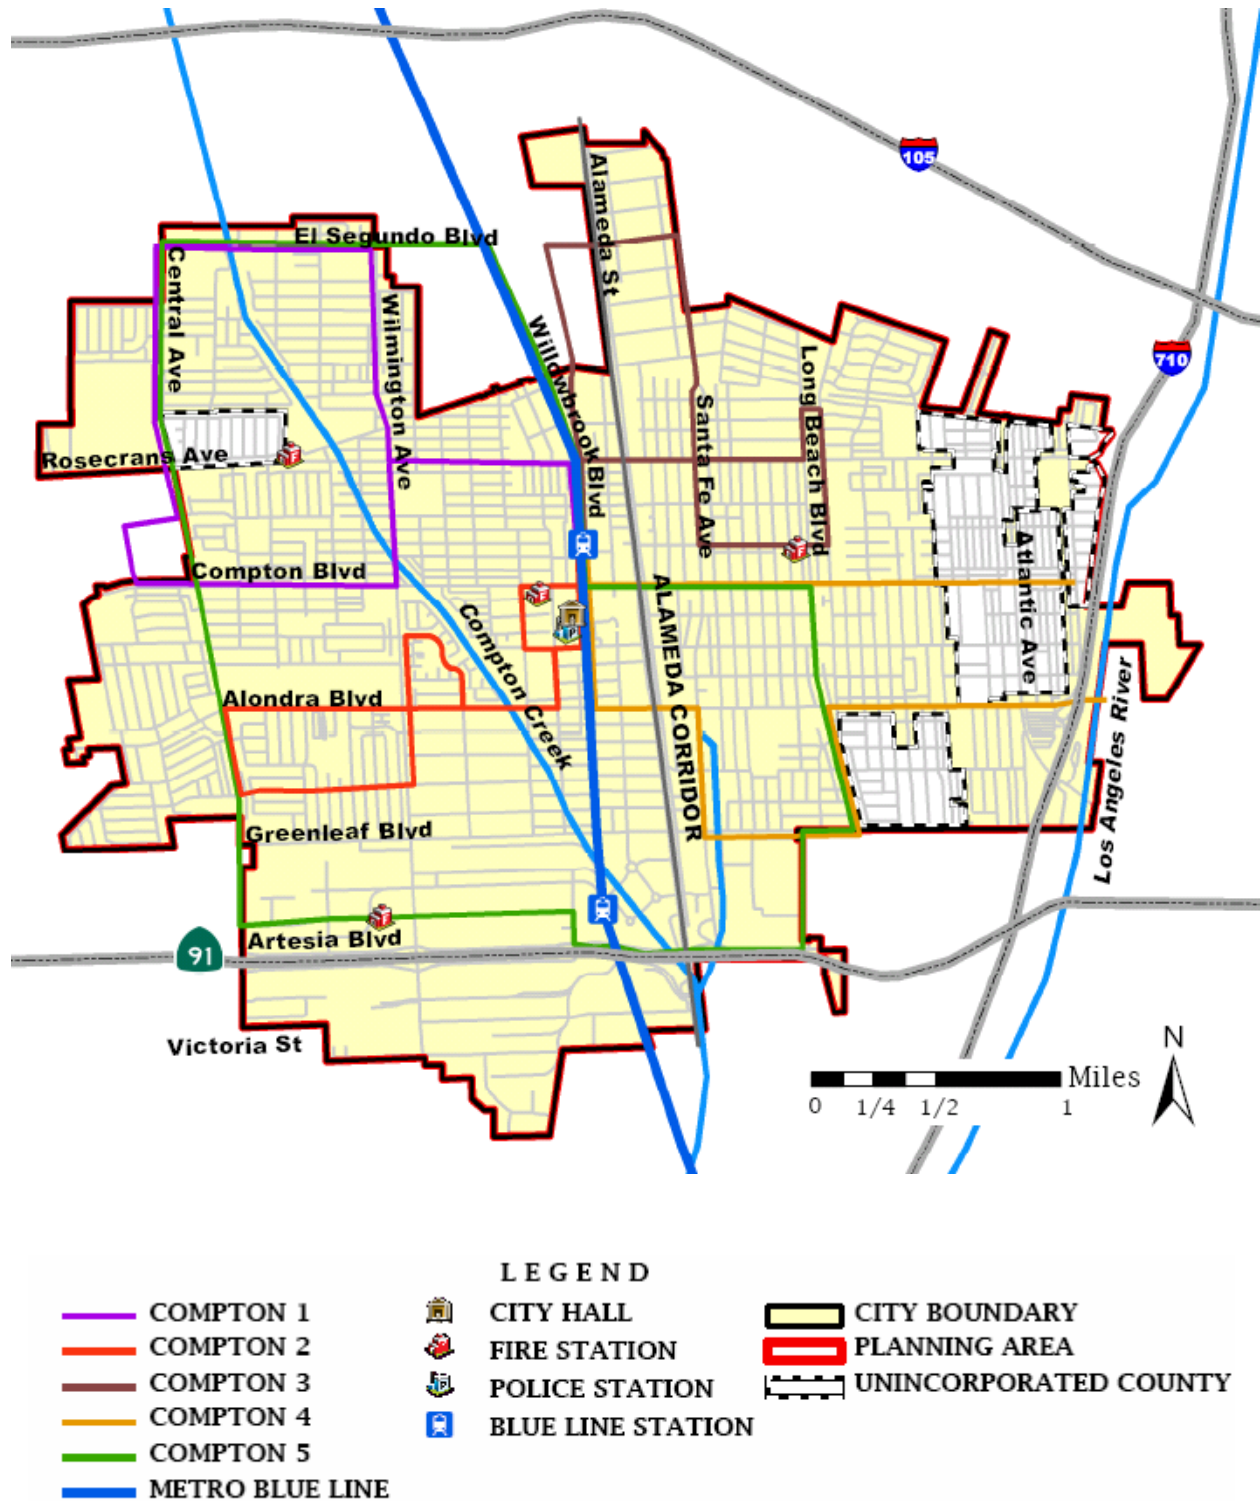 105
Alameda St
El Segundo Blvd
Central Ave
Wilmington Ave
Willowbrook Blvd
Long Beach Blvd
710
Santa Fe Ave
Rosecrans Ave
Compton Blvd
Atlantic Ave
Compton Creek
ALAMEDA CORRIDOR
Alondra Blvd
Los Angeles River
Greenleaf Blvd
Artesia Blvd
91
Victoria St
N
Miles
0 1/4 1/2 1
LEGEND
COMPTON 1
COMPTON 2
COMPTON 3
COMPTON 4
COMPTON 5
METRO BLUE LINE
CITY HALL
FIRE STATION
POLICE STATION
BLUE LINE STATION
CITY BOUNDARY
PLANNING AREA
UNINCORPORATED COUNTY